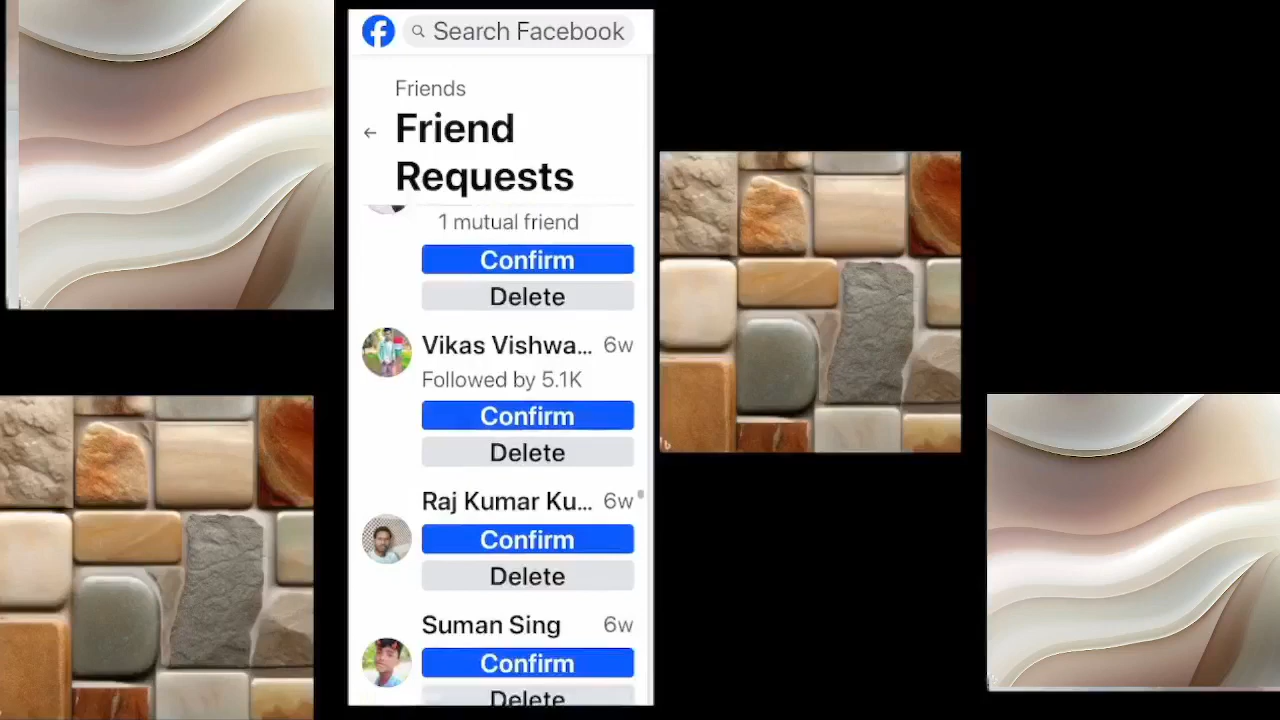 Search Facebook
Friends
Friend
Requests
1 mutual friend
Confirm
Delete
Vikas Vishwa... 6w
Followed by 5.1K
Confirm
Delete
Raj Kumar Ku... 6w
Confirm
Delete
Suman Sing 6w
Confirm
Delete